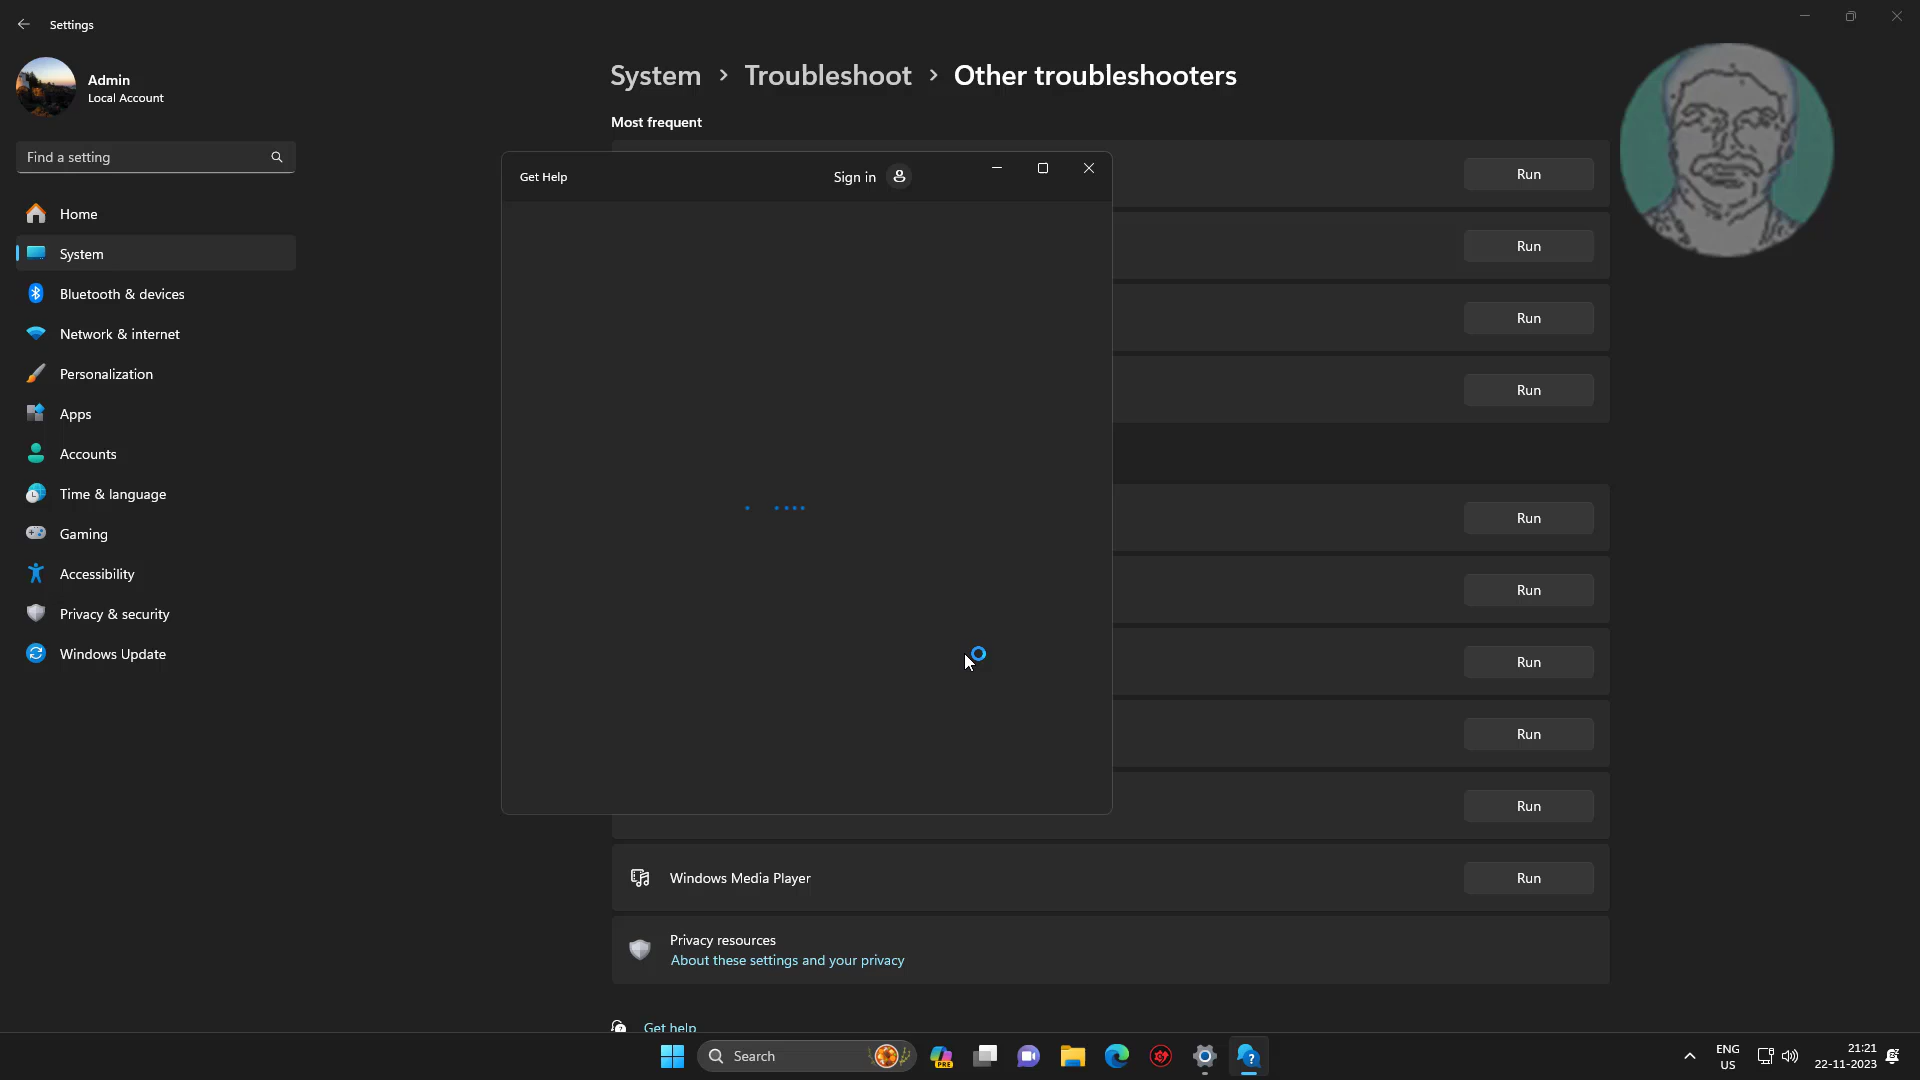 Settings
Admin
Local Account
Find a setting
Home
System
Bluetooth & devices
Network & internet
Personalization
Apps
Accounts
Time & language
Gaming
Accessibility
Privacy & security
Windows Update
System > Troubleshoot > Other troubleshooters
Most frequent
Run
Run
Run
Run
Get Help
Sign in
Run
Run
Run
Run
Run
Windows Media Player
Run
Privacy resources
About these settings and your privacy
Get help
Search
PRE
ENG
US
21:21
22-11-2023